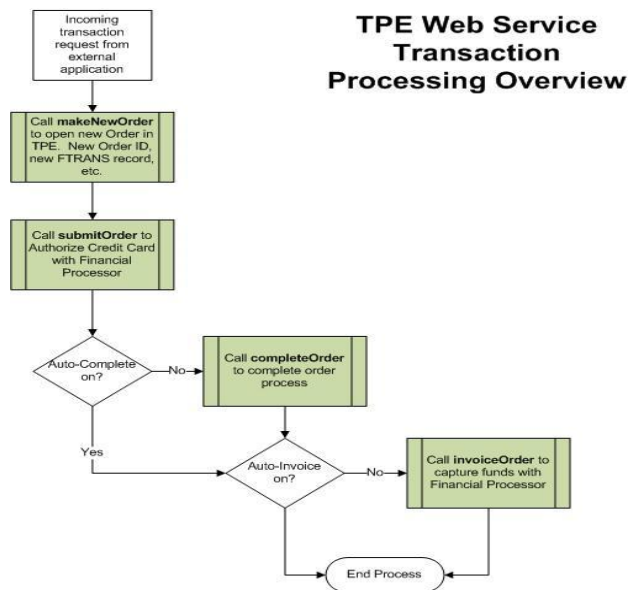 TPE Web Service
Transaction
Processing Overview
Incoming
transaction
request from
external
application
Call makeNewOrder
to open new Order in
TPE. New Order ID,
new FTRANS record,
etc.
Call submitOrder to
Authorize Credit Card
with Financial
Processor
Auto-Complete
on?
No
Call completeOrder
to complete order
process
Yes
Auto-Invoice
on?
No
Call invoiceOrder to
capture funds with
Financial Processor
End Process